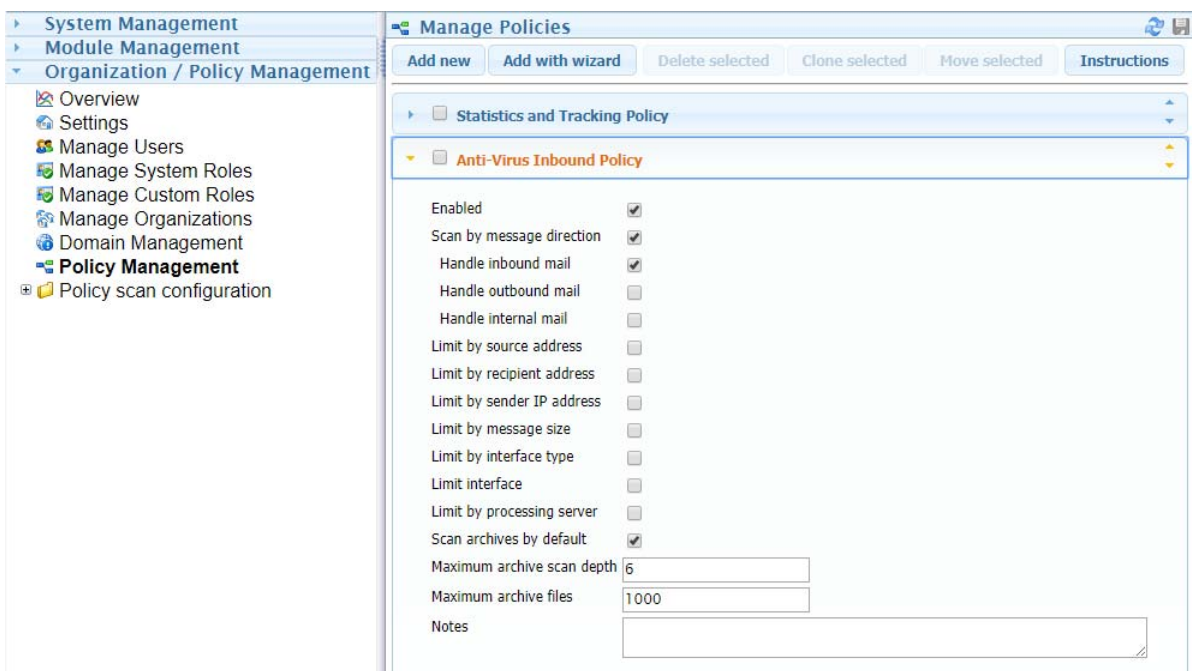 System Management
Module Management
Organization / Policy Management
Overview
Settings
Manage Users
Manage System Roles
Manage Custom Roles
Manage Organizations
Domain Management
Policy Management
Policy scan configuration
Manage Policies
Add new Add with wizard Delete selected Clone selected Move selected Instructions
Statistics and Tracking Policy
Anti-Virus Inbound Policy
Enabled
Scan by message direction
Handle inbound mail
Handle outbound mail
Handle internal mail
Limit by source address
Limit by recipient address
Limit by sender IP address
Limit by message size
Limit by interface type
Limit interface
Limit by processing server
Scan archives by default
Maximum archive scan depth 6
Maximum archive files 1000
Notes